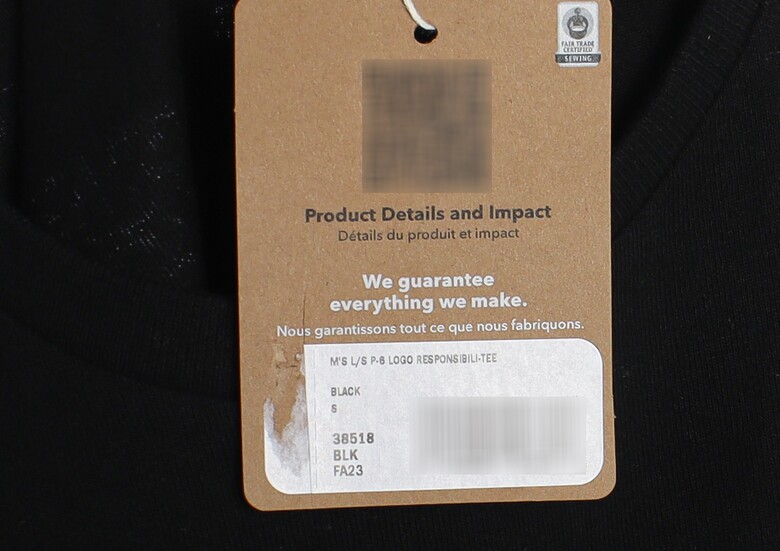 FAIR TRADE
CERTIFIED
SEWING
Product Details and Impact
Détails du produit et impact
We guarantee
everything we make.
Nous garantissons tout ce que nous fabriquons.
M'S L/S P-6 LOGO RESPONSIBILI-TEE
BLACK
S
38518
BLK
FA23